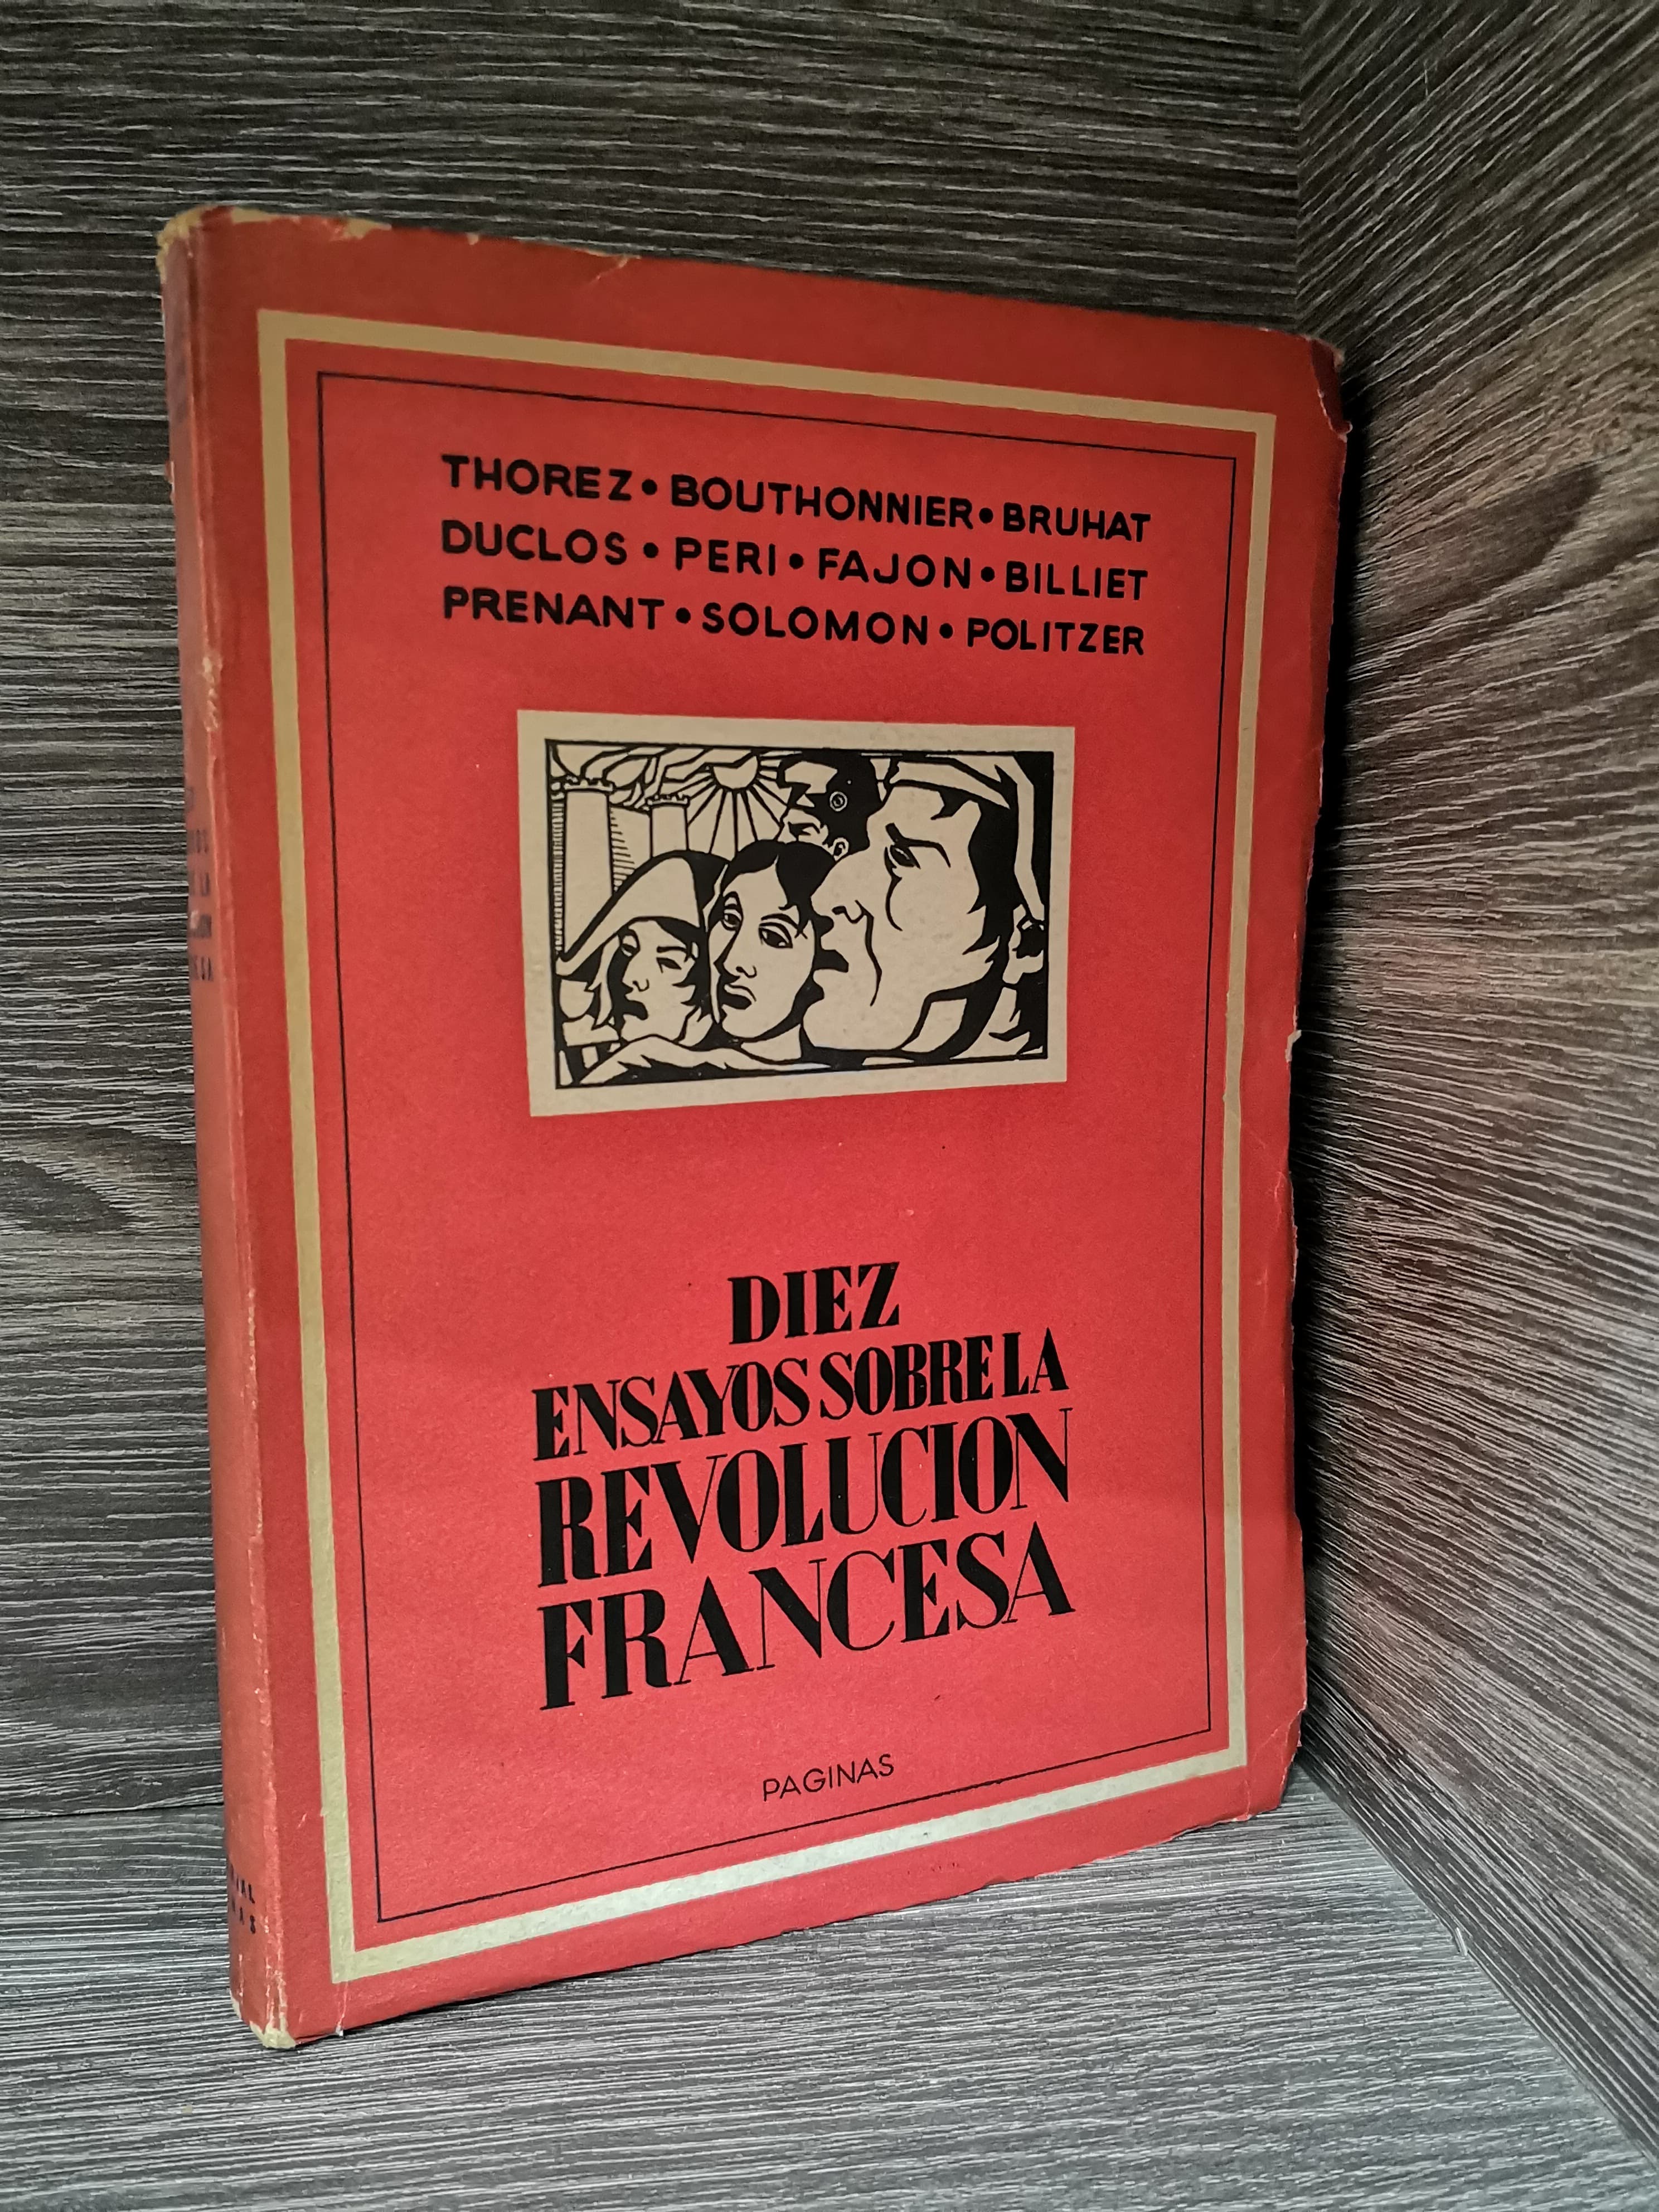 THOREZ • BOUTHONNIER • BRUHAT
DUCLOS • PERI • FAJON • BILLIET
PRENANT • SOLOMON • POLITZER
DIEZ
ENSAYOS SOBRE LA
REVOLUCION
FRANCESA
PAGINAS